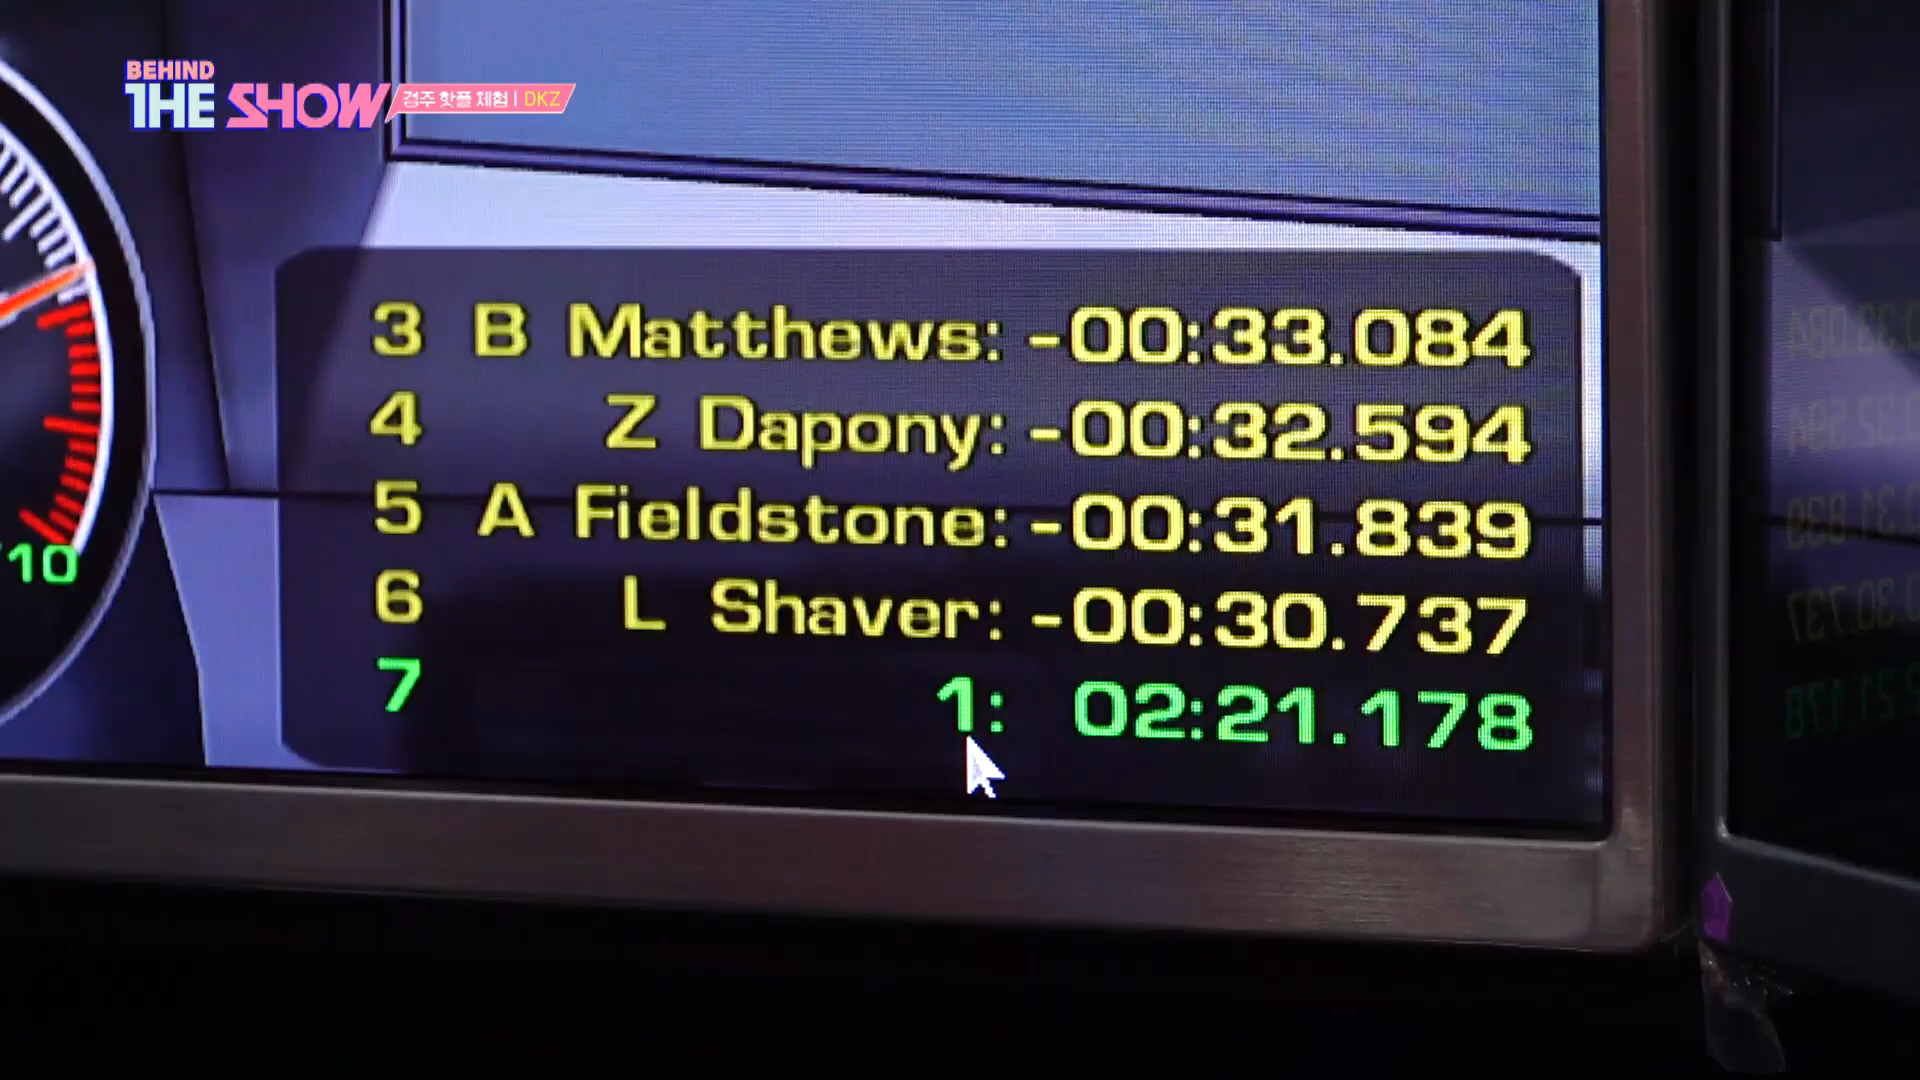 BEHIND
THE SHOW
경주 핫플 체험 | DKZ
3 B Matthews: -00:33.084
4 Z Dapony: -00:32.594
5 A Fieldstone: -00:31.839
6 L Shaver: -00:30.737
7 1: 02:21.178
/10